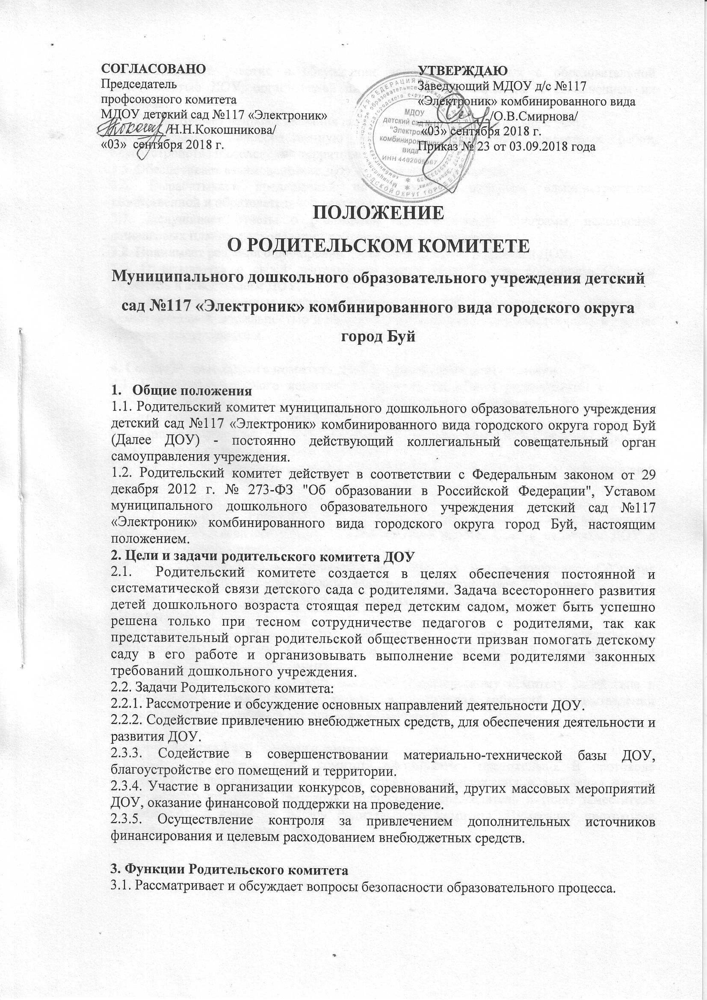 СОГЛАСОВАНО
Председатель
профсоюзного комитета
МДОУ детский сад №117 «Электроник»
/Н.Н.Кокошникова/
«03» сентября 2018 г.
УТВЕРЖДАЮ
Заведующий МДОУ д/с №117
«Электроник» комбинированного вида
/О.В.Смирнова/
«03» сентября 2018 г.
Приказ № 23 от 03.09.2018 года
МДОУ
детский сад №117
"Электроник"
комбинированного
вида
ИНН
ПОЛОЖЕНИЕ
О РОДИТЕЛЬСКОМ КОМИТЕТЕ
Муниципального дошкольного образовательного учреждения детский
сад №117 «Электроник» комбинированного вида городского округа
город Буй
1. Общие положения
1.1. Родительский комитет муниципального дошкольного образовательного учреждения
детский сад №117 «Электроник» комбинированного вида городского округа город Буй
(Далее ДОУ) - постоянно действующий коллегиальный совещательный орган
самоуправления учреждения.
1.2. Родительский комитет действует в соответствии с Федеральным законом от 29
декабря 2012 г. № 273-ФЗ "Об образовании в Российской Федерации", Уставом
муниципального дошкольного образовательного учреждения детский сад №117
«Электроник» комбинированного вида городского округа город Буй, настоящим
положением.
2. Цели и задачи родительского комитета ДОУ
2.1. Родительский комитете создается в целях обеспечения постоянной и
систематической связи детского сада с родителями. Задача всестороннего развития
детей дошкольного возраста стоящая перед детским садом, может быть успешно
решена только при тесном сотрудничестве педагогов с родителями, так как
представительный орган родительской общественности призван помогать детскому
саду в его работе и организовывать выполнение всеми родителями законных
требований дошкольного учреждения.
2.2. Задачи Родительского комитета:
2.2.1. Рассмотрение и обсуждение основных направлений деятельности ДОУ.
2.2.2. Содействие привлечению внебюджетных средств, для обеспечения деятельности и
развития ДОУ.
2.3.3. Содействие в совершенствовании материально-технической базы ДОУ,
благоустройстве его помещений и территории.
2.3.4. Участие в организации конкурсов, соревнований, других массовых мероприятий
ДОУ, оказание финансовой поддержки на проведение.
2.3.5. Осуществление контроля за привлечением дополнительных источников
финансирования и целевым расходованием внебюджетных средств.
3. Функции Родительского комитета
3.1. Рассматривает и обсуждает вопросы безопасности образовательного процесса.